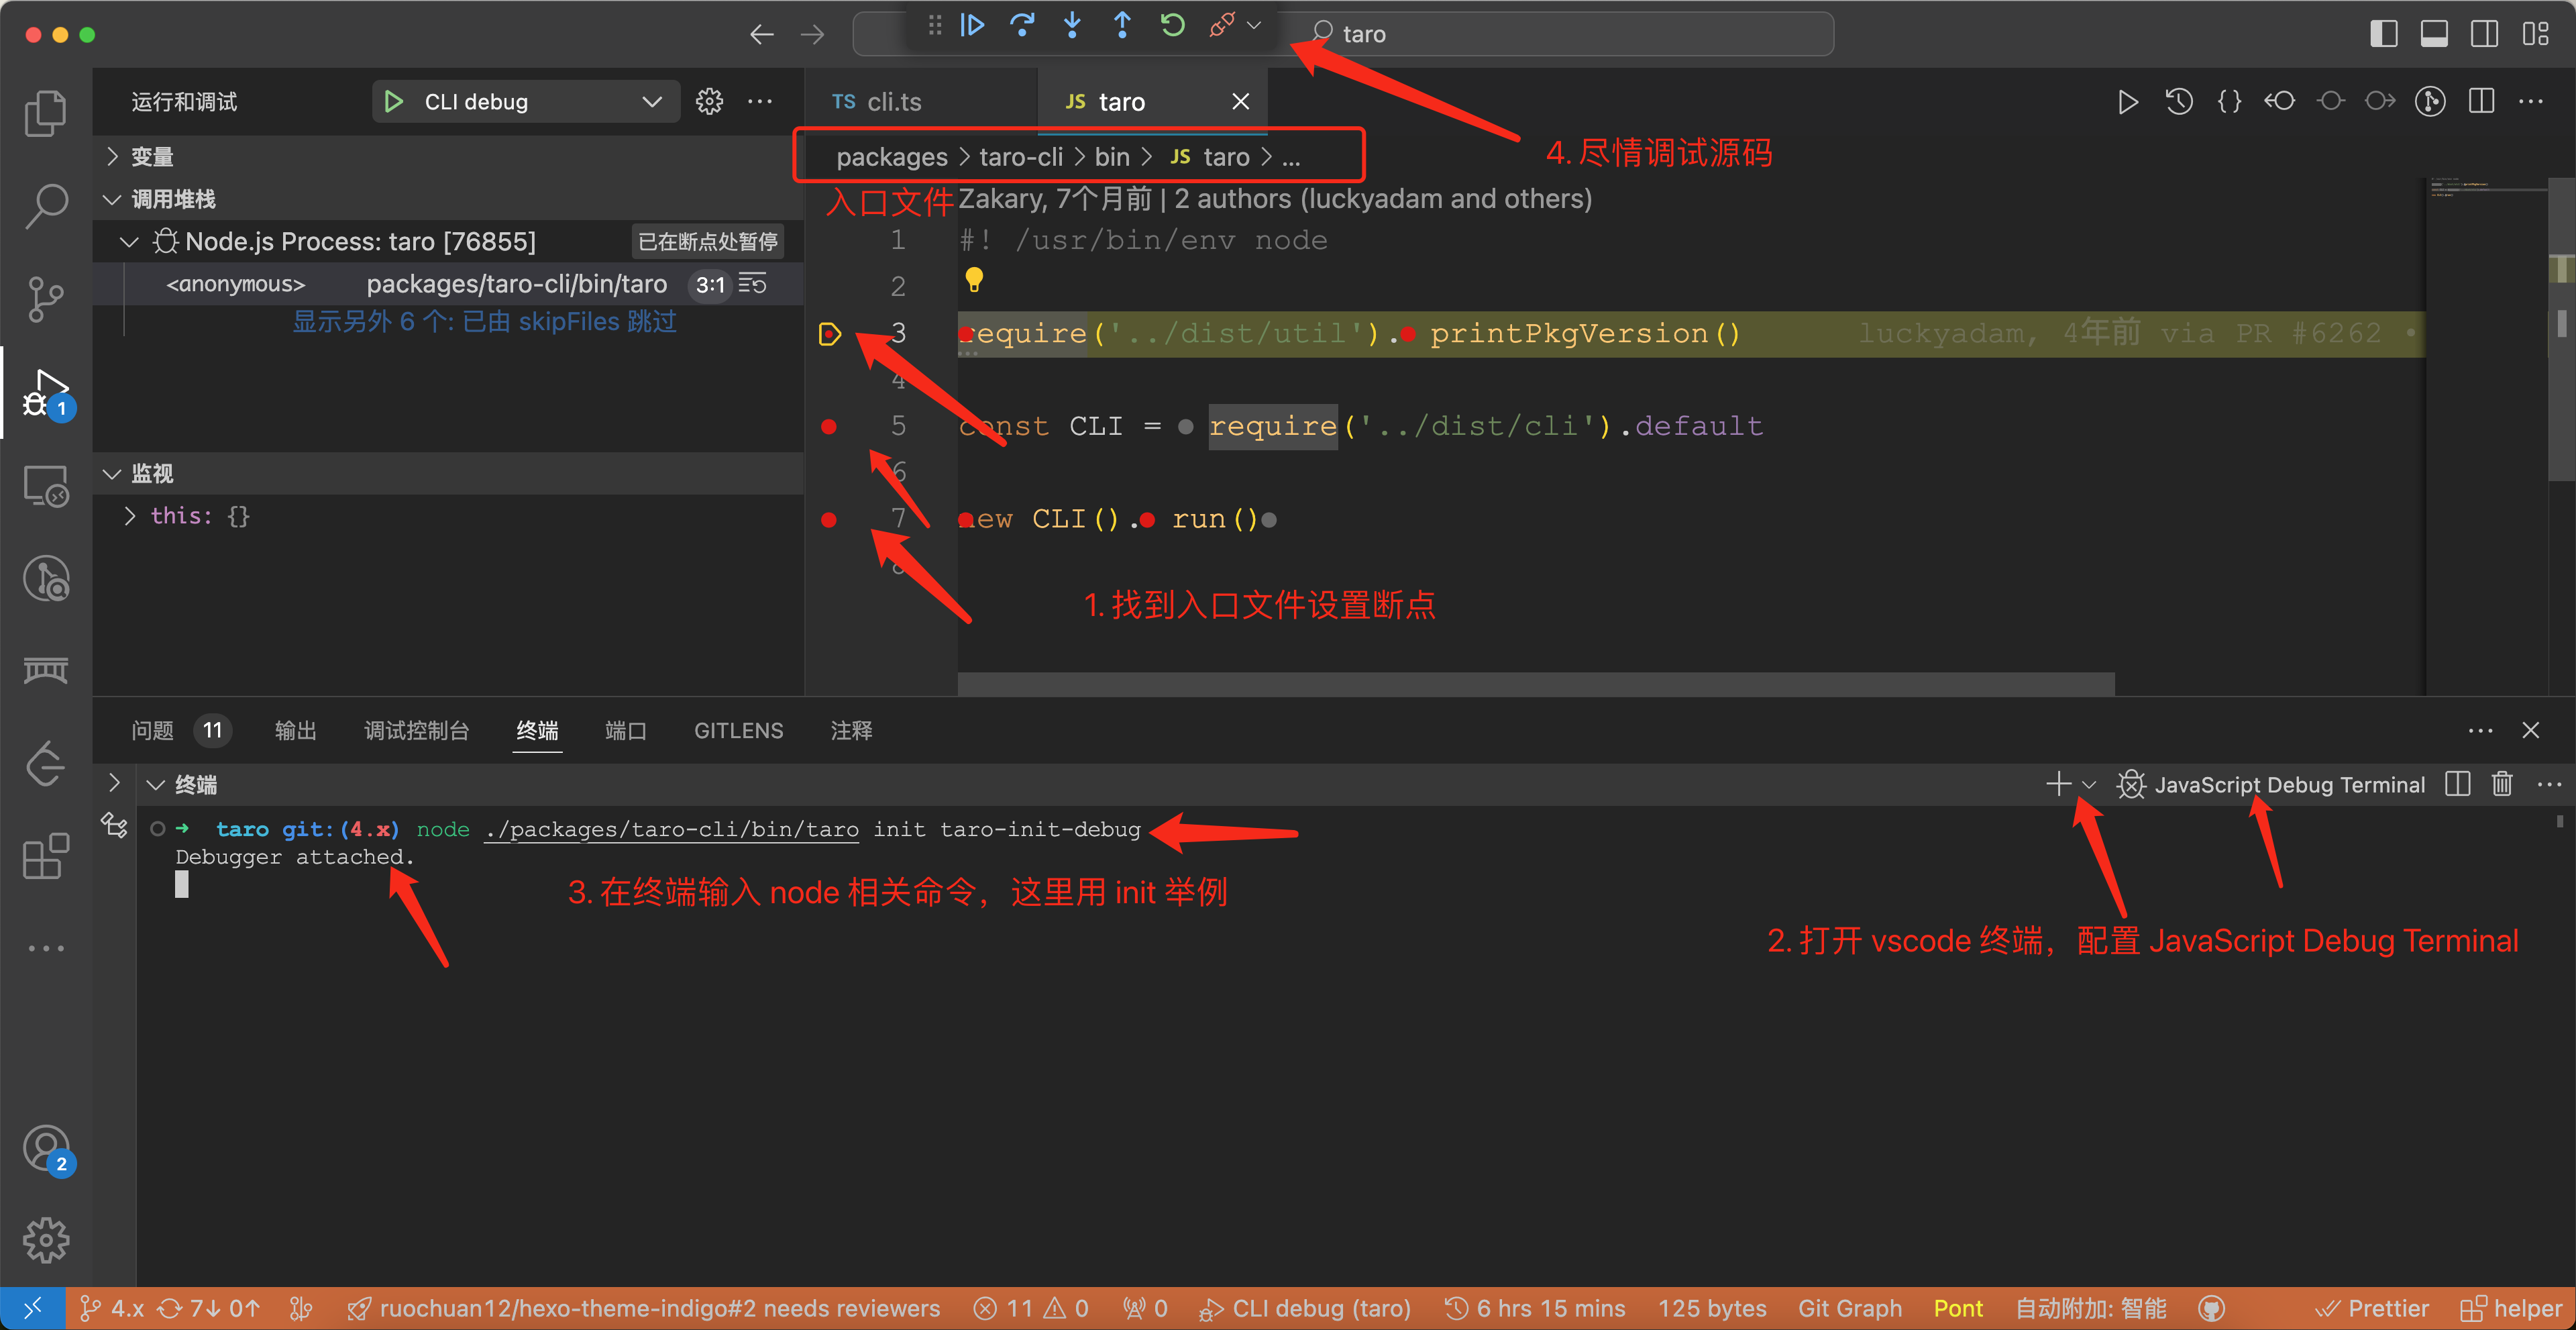 taro
运行和调试
CLI debug
TS cli.ts
JS taro
变量
packages > taro-cli > bin > JS taro > ...
4. 尽情调试源码
调用堆栈
入口文件
Zakary, 7个月前 | 2 authors (luckyadam and others)
Node.js Process: taro [76855]
已在断点处暂停
1 #! /usr/bin/env node
<anonymous> packages/taro-cli/bin/taro 3:1
2
显示另外 6 个: 已由 skipFiles 跳过
3 require('../dist/util').printPkgVersion() luckyadam, 4年前 via PR #6262 •
4
1
5 const CLI = require('../dist/cli').default
6
监视
this: {}
7 new CLI().run()
8
1. 找到入口文件设置断点
问题 11 输出 调试控制台 终端 端口 GITLENS 注释
终端
JavaScript Debug Terminal
➜ taro git:(4.x) node ./packages/taro-cli/bin/taro init taro-init-debug
Debugger attached.
3. 在终端输入 node 相关命令，这里用 init 举例
2. 打开 vscode 终端，配置 JavaScript Debug Terminal
2
4.x 7↓ 0↑ ruochuan12/hexo-theme-indigo#2 needs reviewers 11 0 0 CLI debug (taro) 6 hrs 15 mins 125 bytes Git Graph Pont 自动附加: 智能 Prettier helper